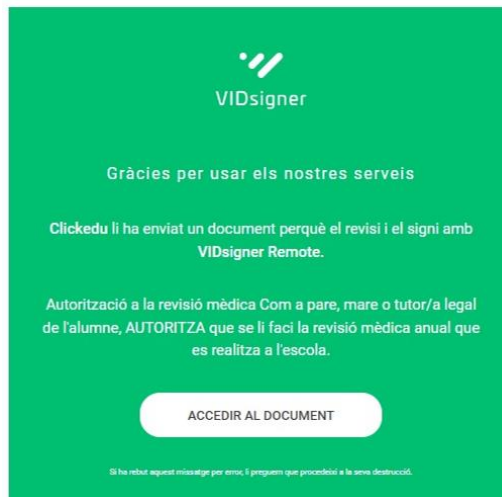 VIDsigner
Gràcies per usar els nostres serveis
Clickedu li ha enviat un document perquè el revisi i el signi amb
VIDsigner Remote.
Autorització a la revisió mèdica Com a pare, mare o tutor/a legal
de l'alumne, AUTORITZA que se li faci la revisió mèdica anual que
es realitza a l'escola.
ACCEDIR AL DOCUMENT
Si ha rebut aquest missatge per error, li preguem que procedeixi a la seva destrucció.